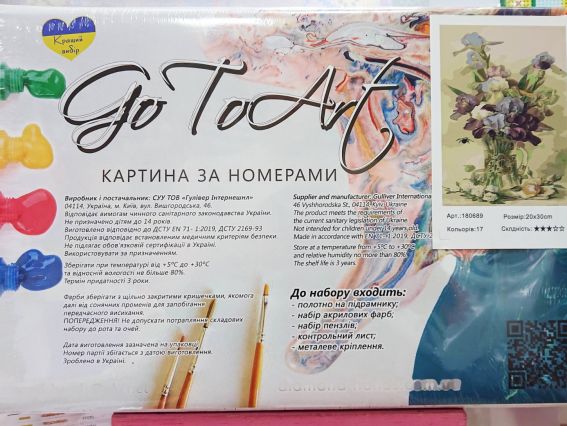 Кращий
вибір
Go To Art
КАРТИНА ЗА НОМЕРАМИ
Виробник і постачальник: СУУ ТОВ «Гулівер Інтернешнл»
04114, Україна, м. Київ, вул. Вишгородська, 46.
Відповідає вимогам чинного санітарного законодавства України.
Не призначено дітям до 14 років.
Виготовлено відповідно до ДСТУ EN 71- 1:2019, ДСТУ 2169-93
Продукція відповідає встановленим медичним критеріям безпеки.
Не підлягає обов'язковій сертифікації в Україні.
Використовувати за призначенням.
Зберігати при температурі від +5°C до +30°C
та відносній вологості не більше 80%.
Термін придатності 3 роки.
Фарби зберігати з щільно закритими кришечками, якомога
далі від сонячних променів для запобігання
передчасного висихання.
ПОПЕРЕДЖЕННЯ! Не допускати потрапляння складових
набору до рота та очей.
Дата виготовлення зазначена на упаковці.
Номер партії збігається з датою виготовлення.
Зроблено в Україні.
Supplier and manufacturer: Gulliver Internationa
46 Vyshhorodska St., 04114, Kyiv, Ukraine
The product meets the requirements of
the current sanitary legislation of Ukraine
Not intended for children under 14 years old.
Made in accordance with EN 71- 1:2019, ДСТУ
Store at a temperature from +5°C to +30°C
and relative humidity no more than 80%.
The shelf life is 3 years.
До набору входить:
- полотно на підрамнику;
- набір акрилових фарб;
- набір пензлів;
- контрольний лист;
- металеве кріплення.
Арт.:180689 Розмір:20x30cm
Кольорів:17 Складність: ★★★☆☆